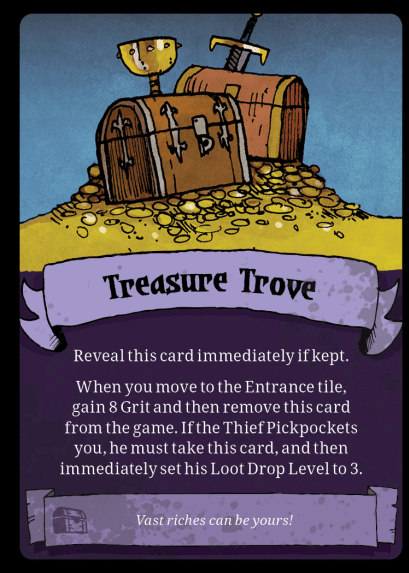 Treasure Trove
Reveal this card immediately if kept.
When you move to the Entrance tile,
gain 8 Grit and then remove this card
from the game. If the Thief Pickpockets
you, he must take this card, and then
immediately set his Loot Drop Level to 3.
Vast riches can be yours!